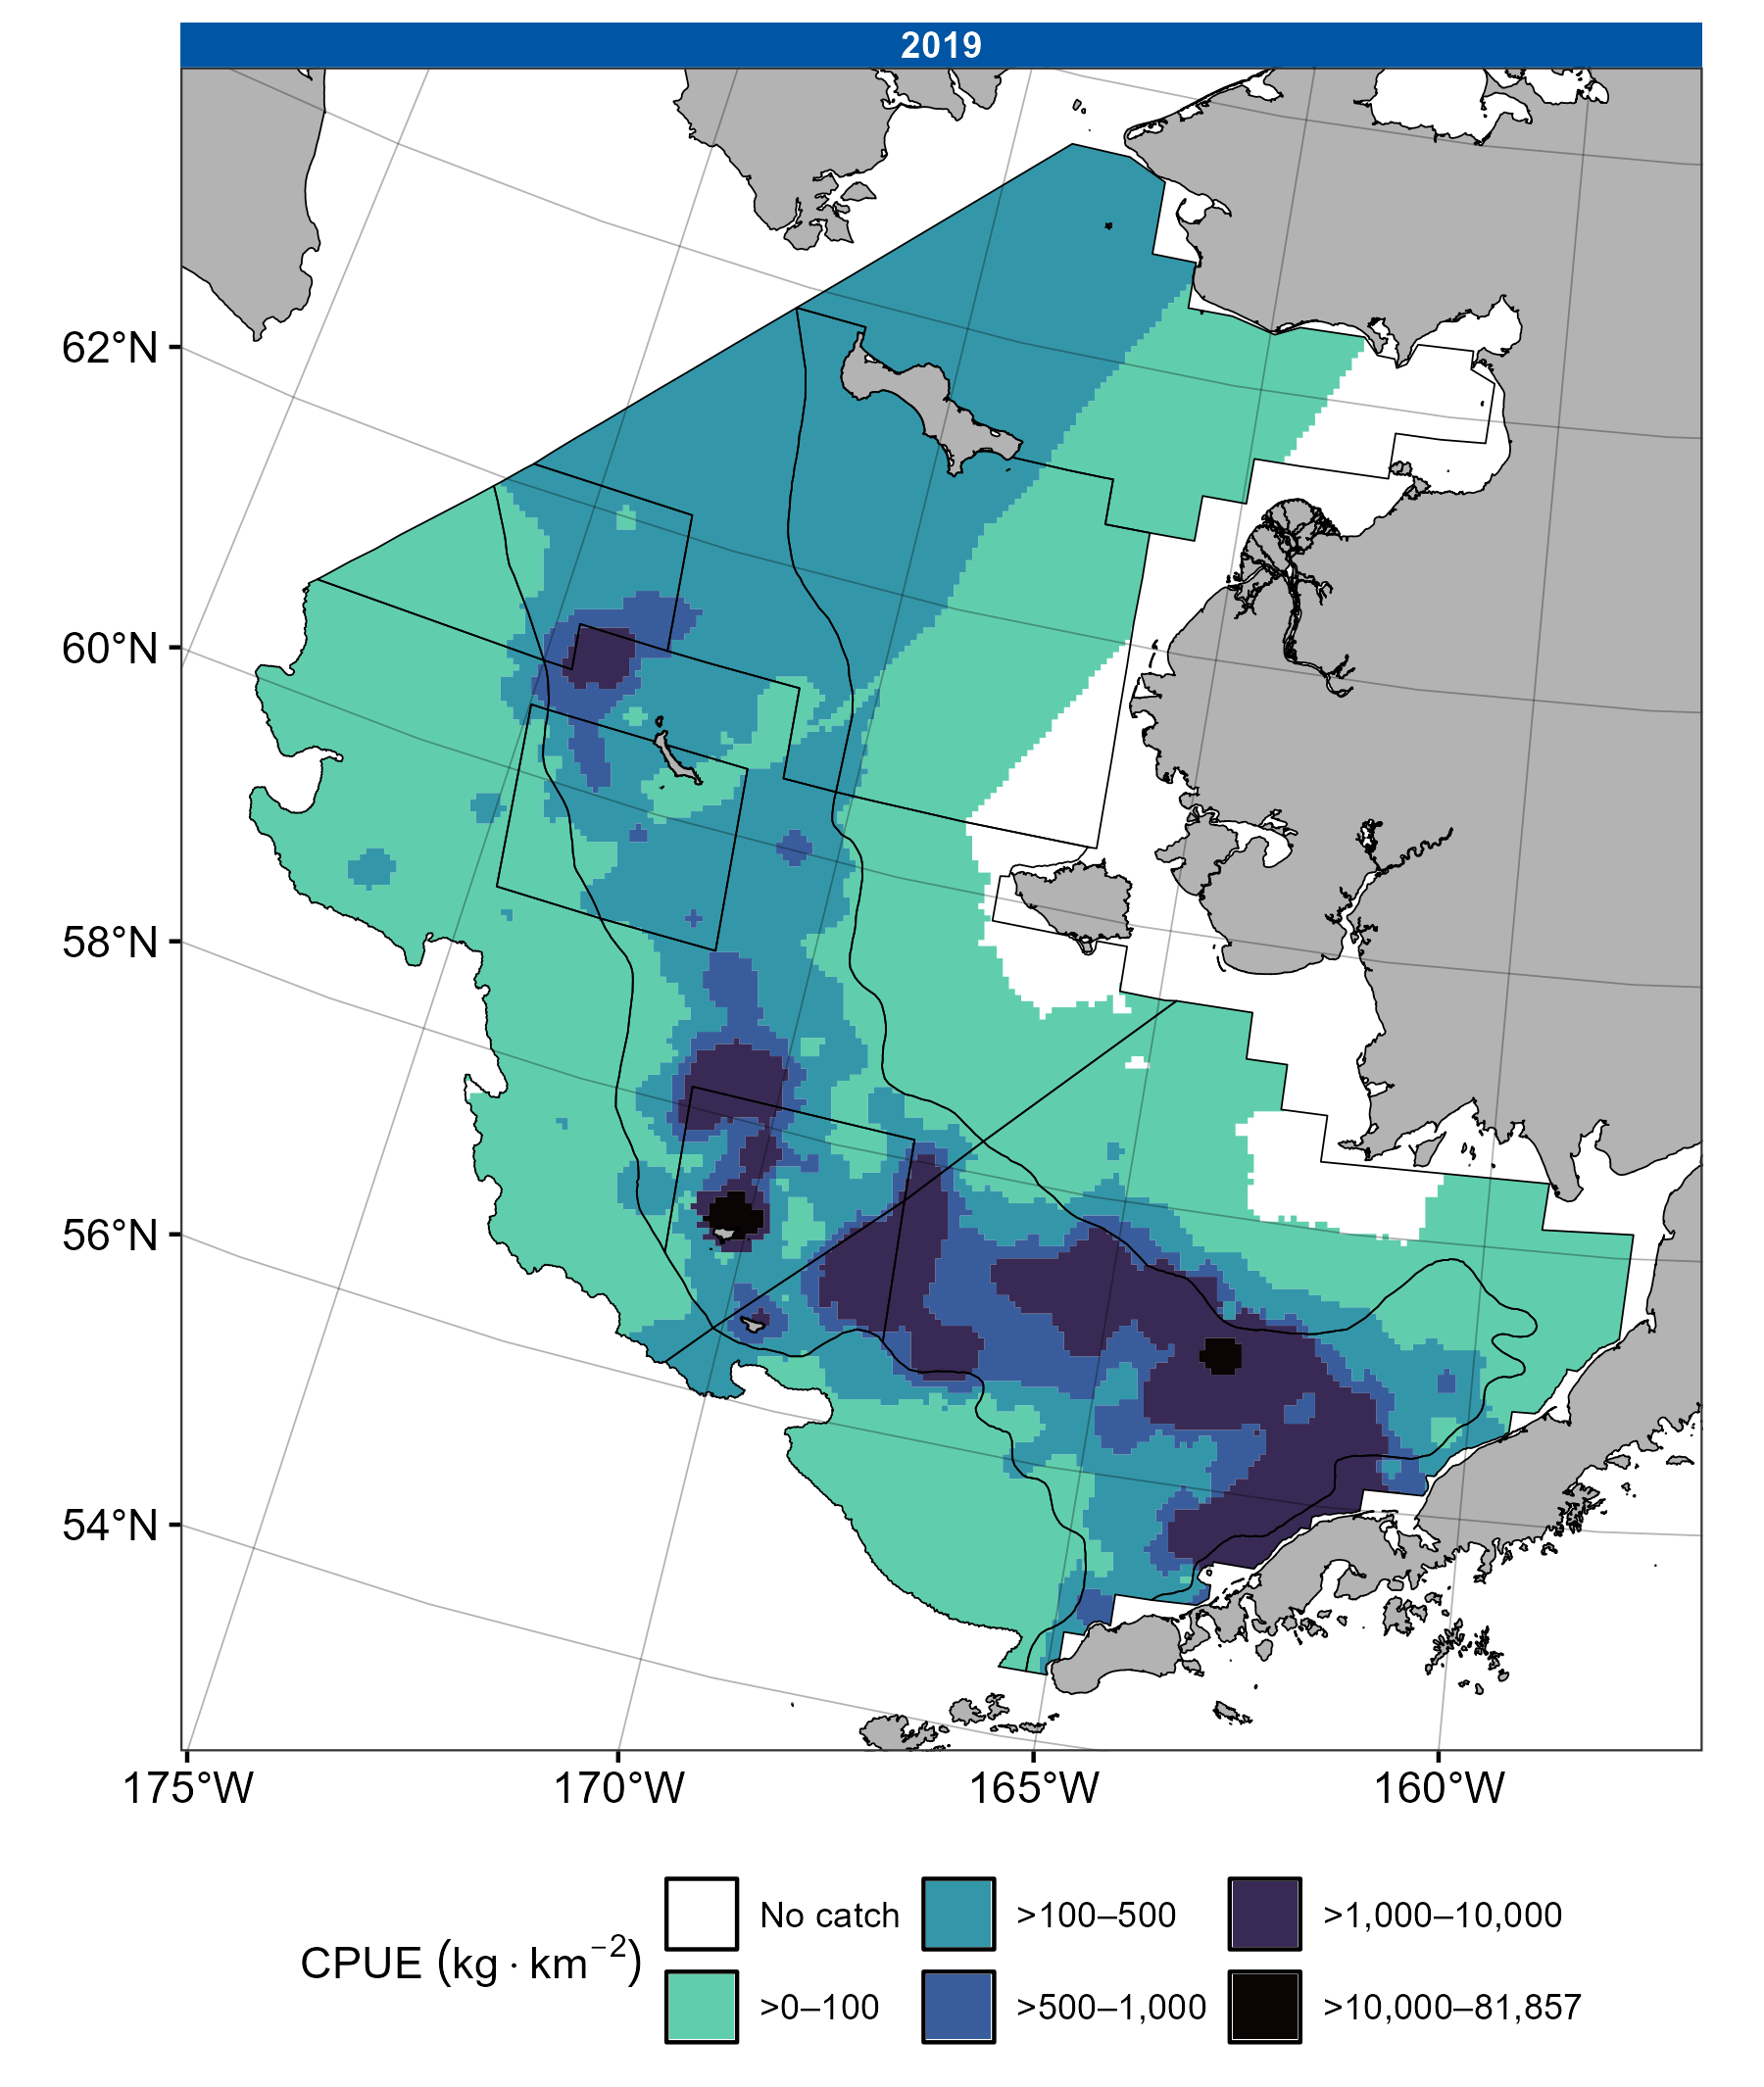 2019
62°N
60°N
58°N
56°N
54°N
175°W 170°W 165°W 160°W
CPUE (kg · km⁻²)
No catch >100–500 >1,000–10,000
>0–100 >500–1,000 >10,000–81,857